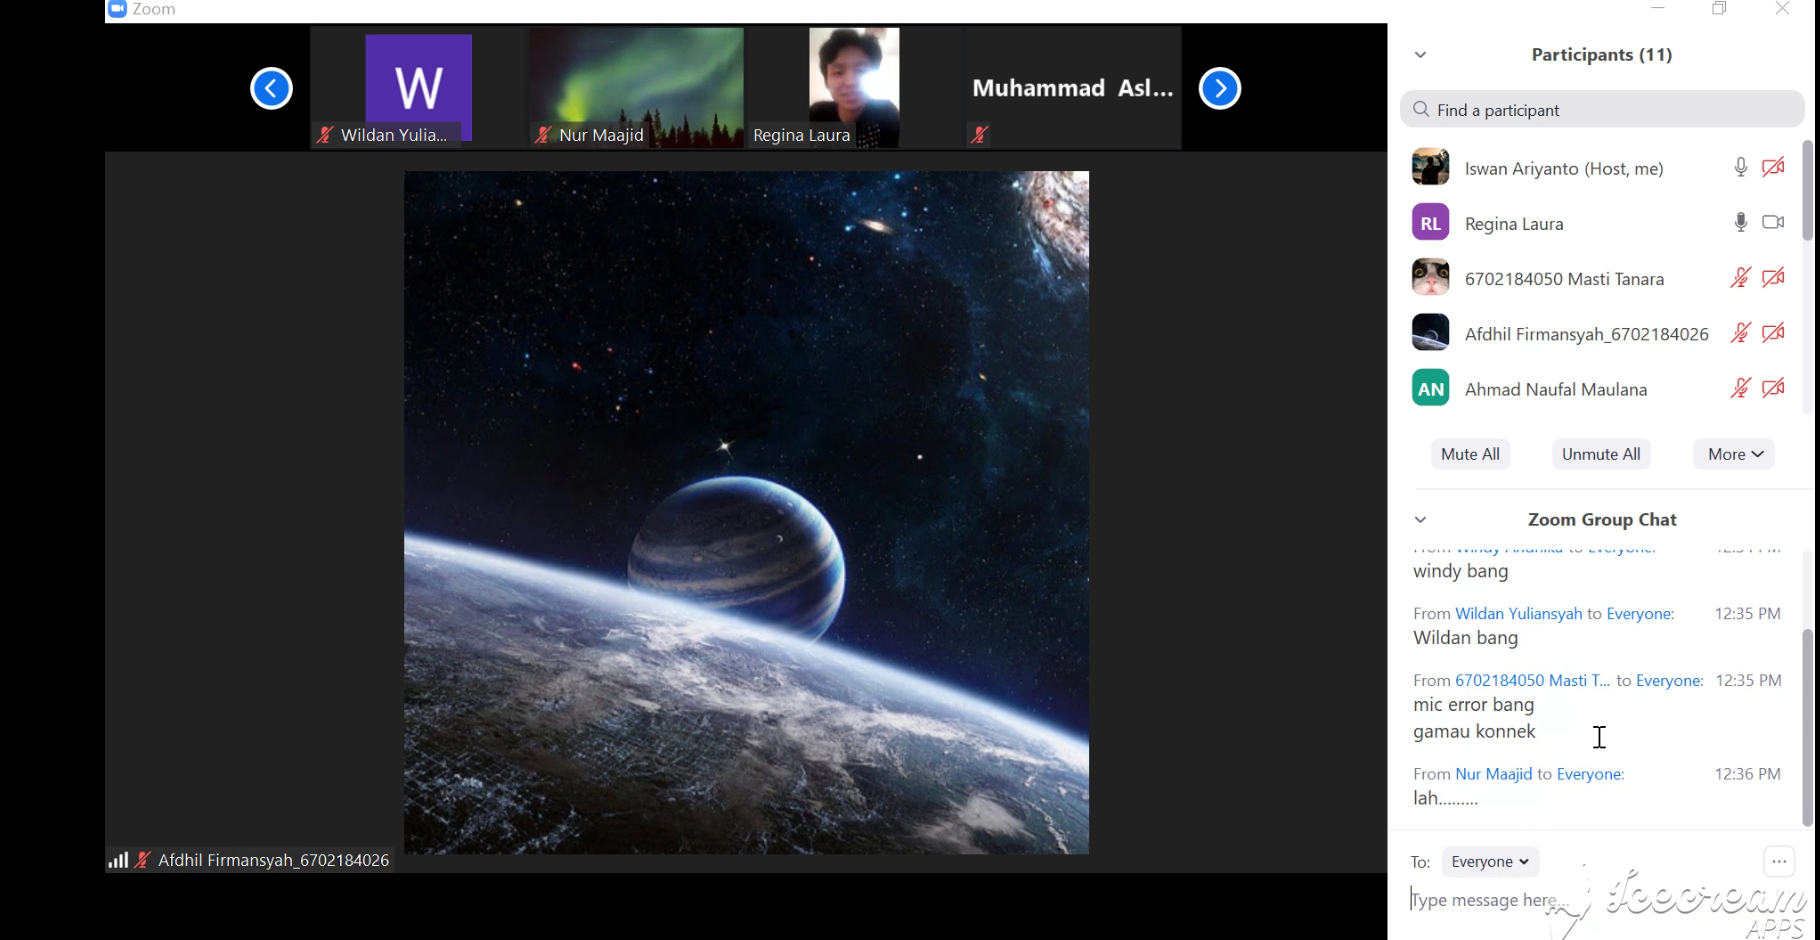 Zoom
W
Wildan Yulia...
Nur Maajid
Regina Laura
Muhammad Asl...
Afdhil Firmansyah_6702184026
Participants (11)
Find a participant
Iswan Ariyanto (Host, me)
RL Regina Laura
6702184050 Masti Tanara
Afdhil Firmansyah_6702184026
AN Ahmad Naufal Maulana
Mute All Unmute All More
Zoom Group Chat
windy bang
From Wildan Yuliansyah to Everyone: 12:35 PM
Wildan bang
From 6702184050 Masti T... to Everyone: 12:35 PM
mic error bang
gamau konnek
From Nur Maajid to Everyone: 12:36 PM
lah.........
To: Everyone
Type message here...
Icecream
APPS